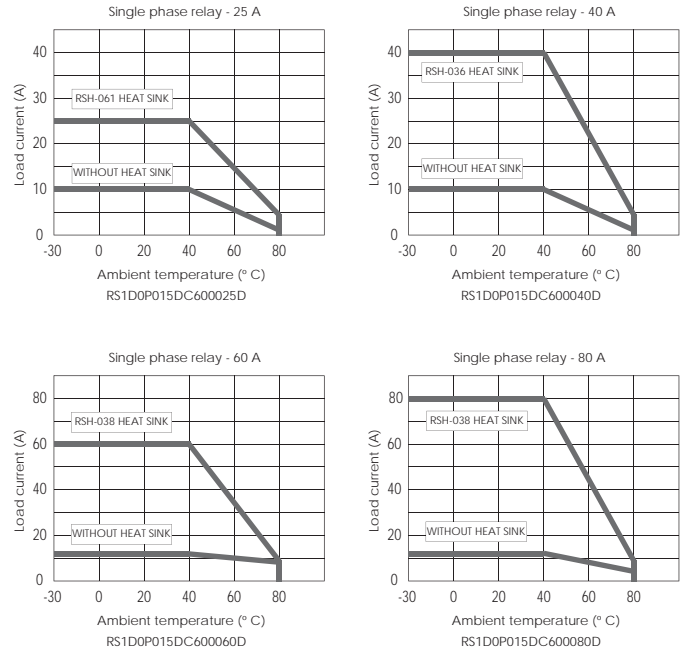 Single phase relay - 25 A
Load current (A)
40
30
20
10
0
RSH-061 HEAT SINK
WITHOUT HEAT SINK
-30 0 20 40 60 80
Ambient temperature (° C)
RS1D0P015DC600025D
Single phase relay - 40 A
Load current (A)
40
30
20
10
0
RSH-036 HEAT SINK
WITHOUT HEAT SINK
-30 0 20 40 60 80
Ambient temperature (° C)
RS1D0P015DC600040D
Single phase relay - 60 A
Load current (A)
80
60
40
20
0
RSH-038 HEAT SINK
WITHOUT HEAT SINK
-30 0 20 40 60 80
Ambient temperature (° C)
RS1D0P015DC600060D
Single phase relay - 80 A
Load current (A)
80
60
40
20
0
RSH-038 HEAT SINK
WITHOUT HEAT SINK
-30 0 20 40 60 80
Ambient temperature (° C)
RS1D0P015DC600080D